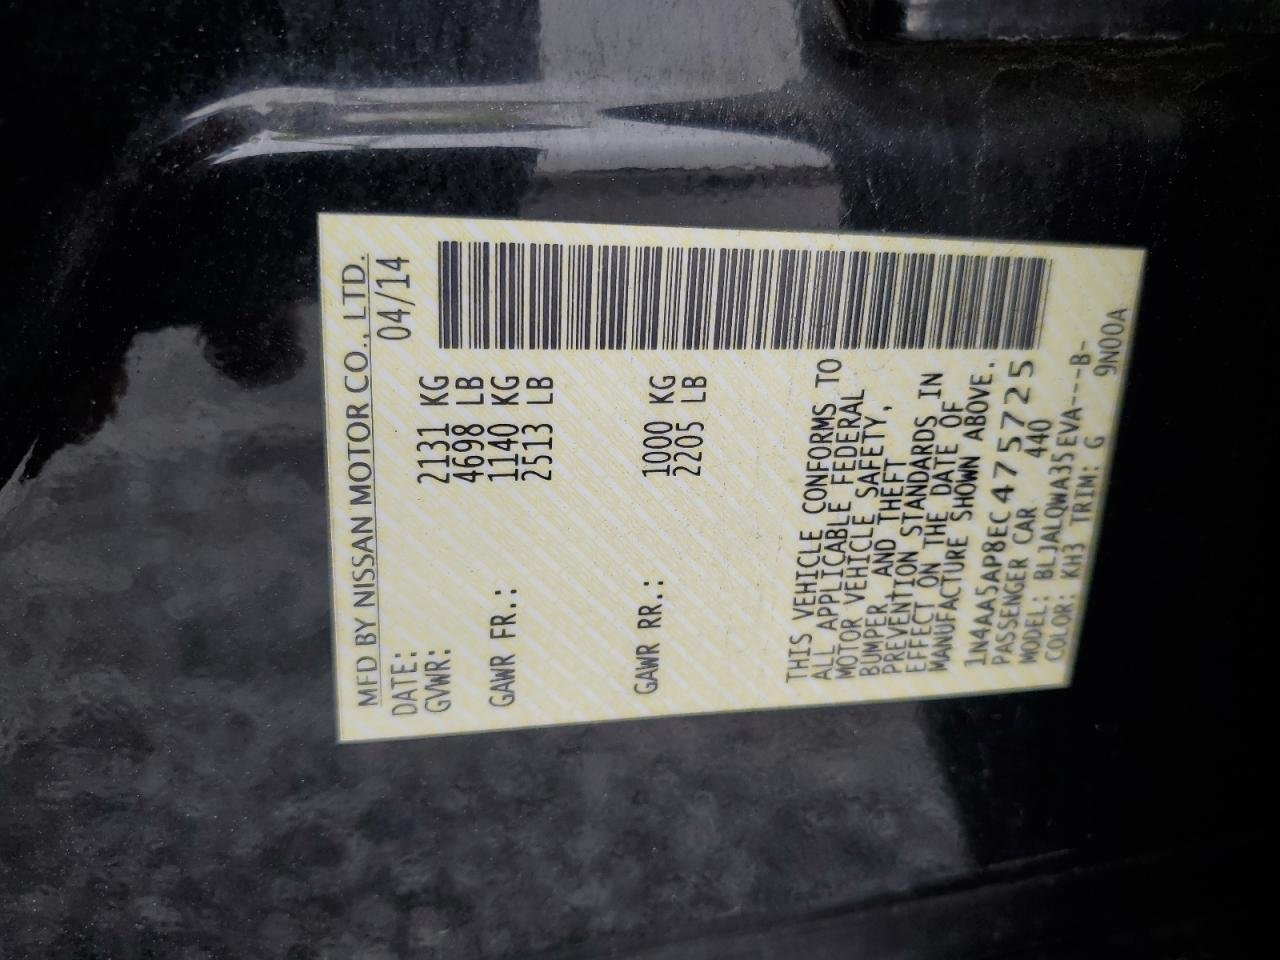 MFD BY NISSAN MOTOR CO., LTD.
DATE: 04/14
GVWR: 2131 KG
4698 LB
GAWR FR.: 1140 KG
2513 LB
GAWR RR.: 1000 KG
2205 LB
THIS VEHICLE CONFORMS TO
ALL APPLICABLE FEDERAL
MOTOR VEHICLE SAFETY,
BUMPER, AND THEFT
PREVENTION STANDARDS IN
EFFECT ON THE DATE OF
MANUFACTURE SHOWN ABOVE.
1N4AA5AP8EC475725
PASSENGER CAR 440
MODEL: BLJALQWA35EVA---B-
COLOR: KH3 TRIM: G 9N00A